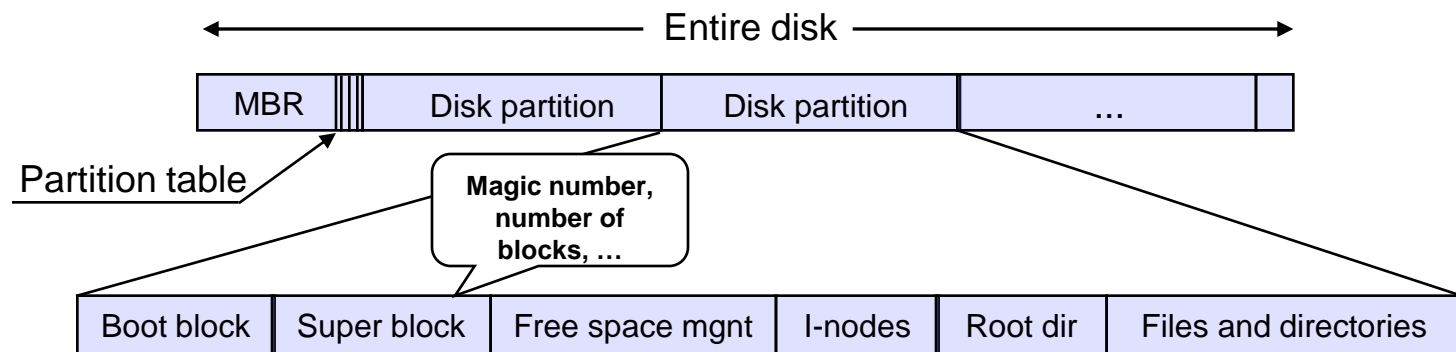 Entire disk
MBR Disk partition Disk partition ...
Partition table
Magic number,
number of
blocks, …
Boot block Super block Free space mgnt I-nodes Root dir Files and directories